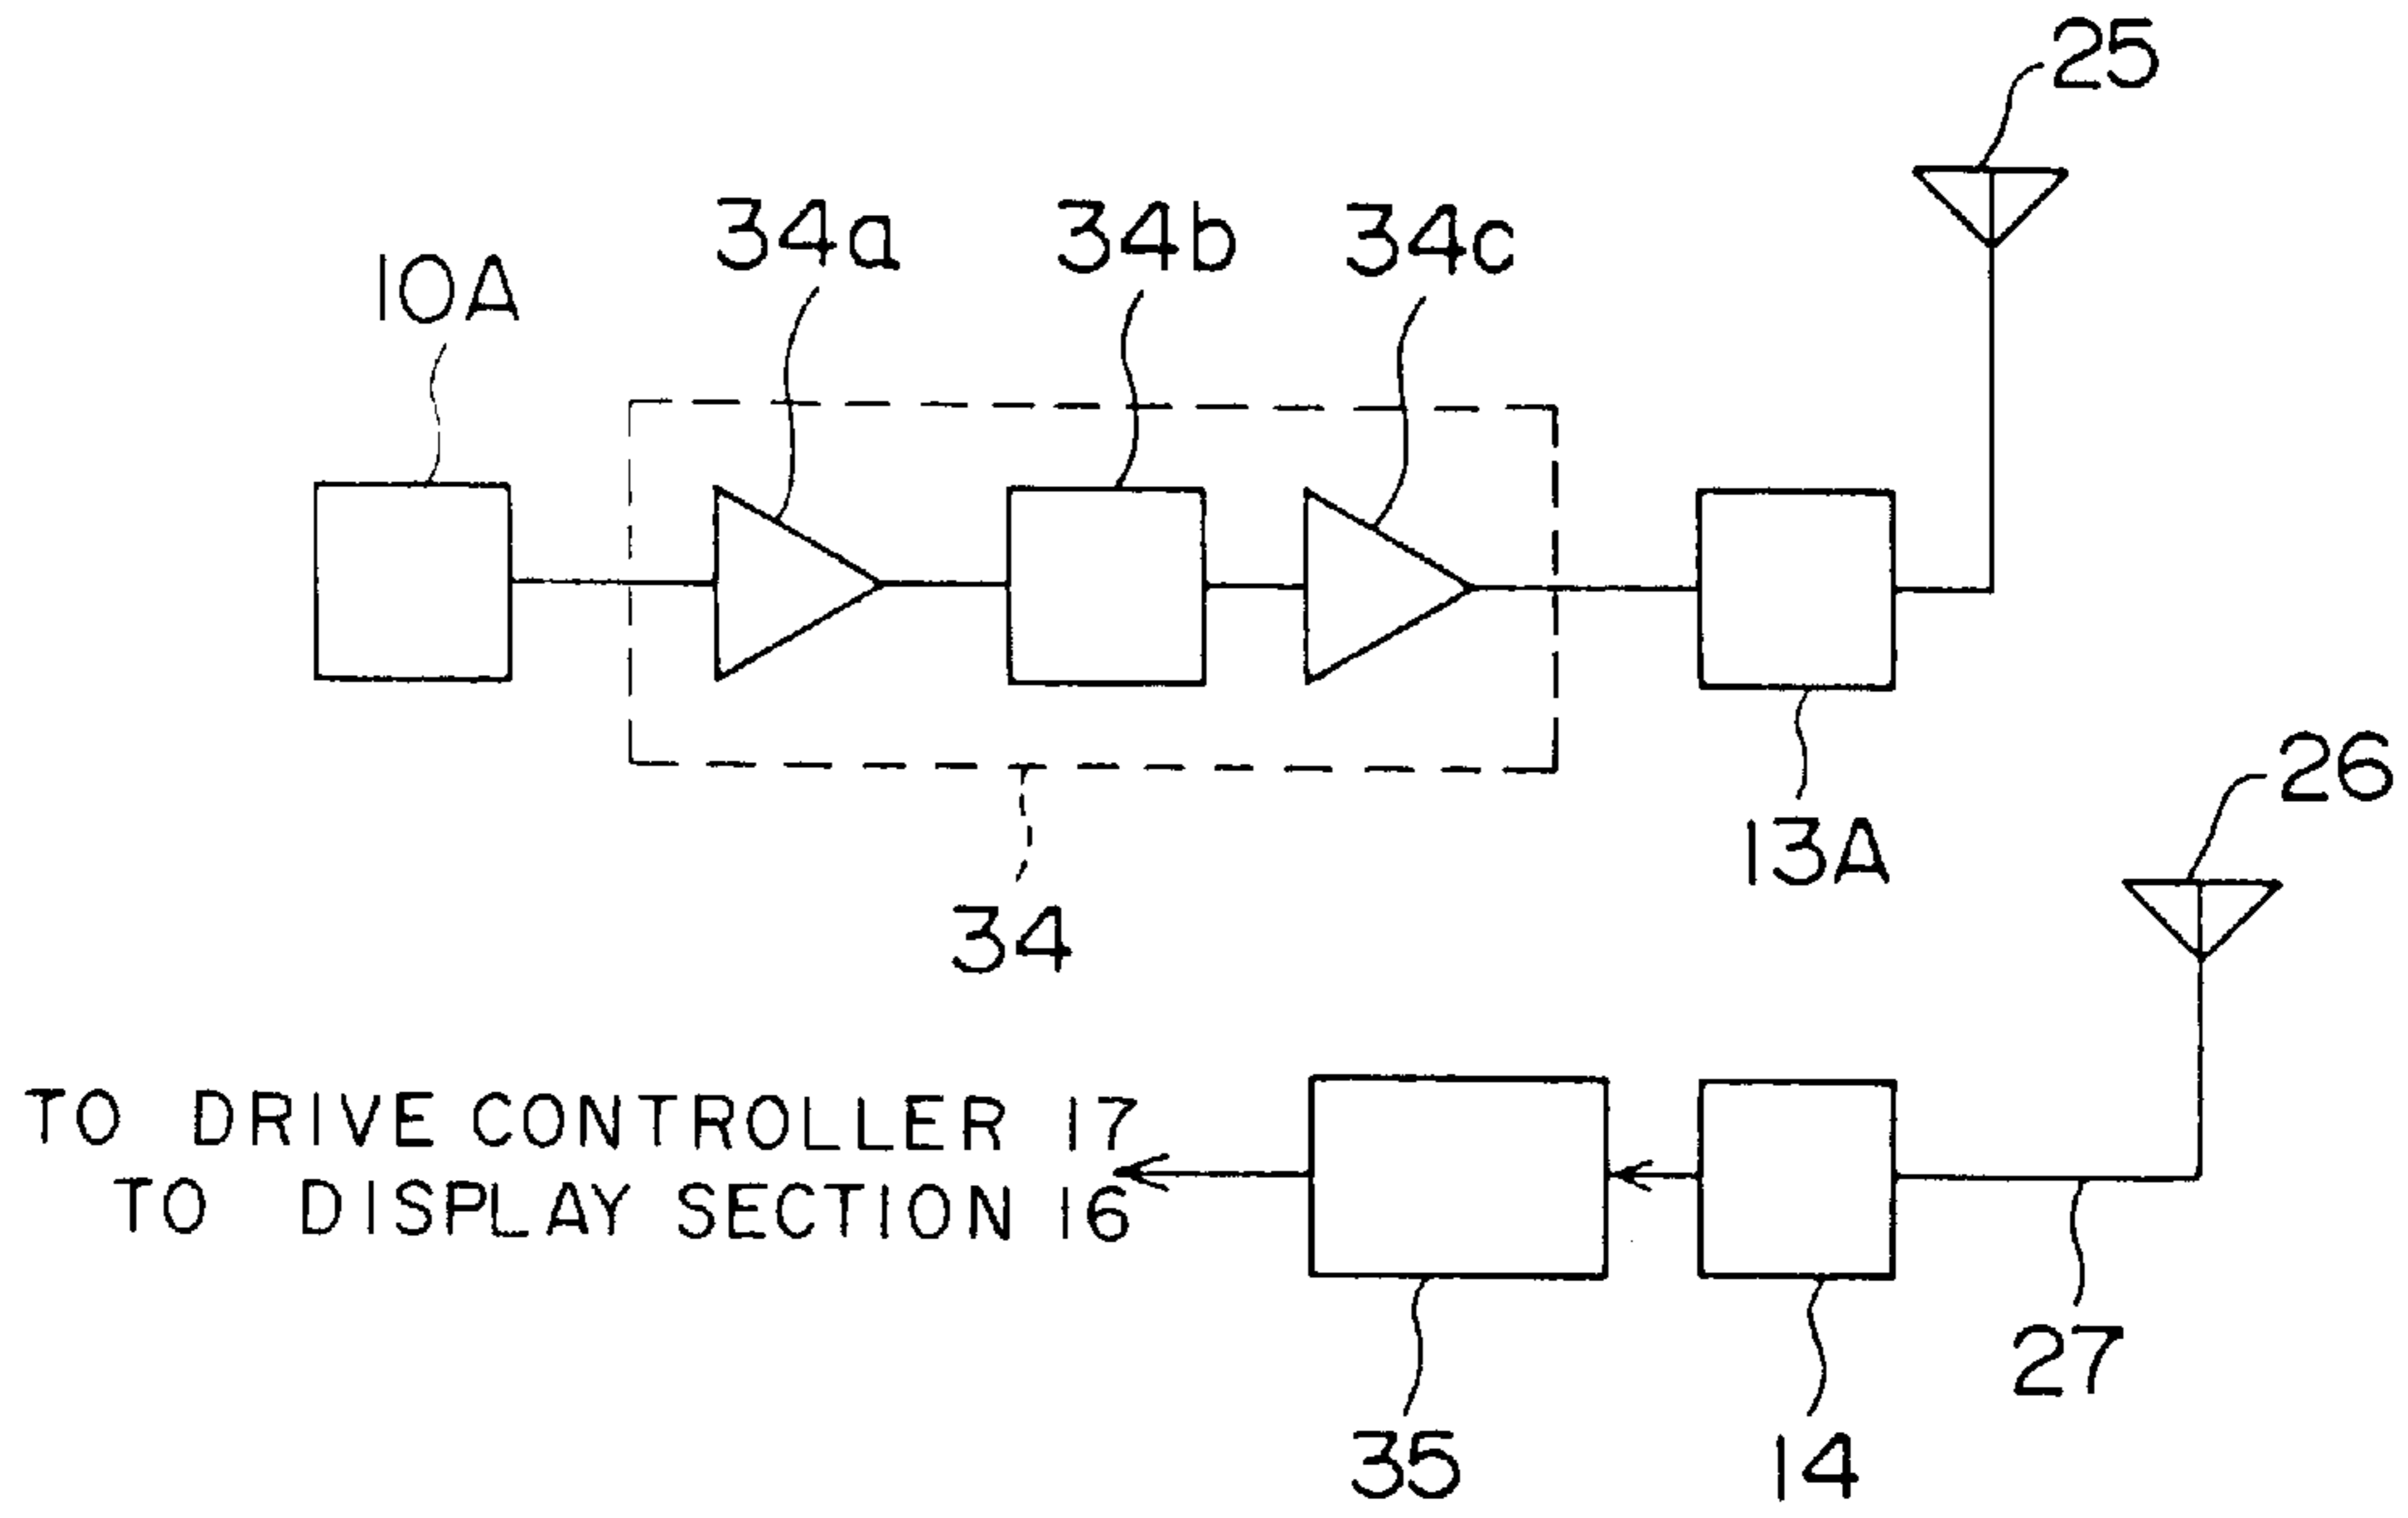 25
34a 34b 34c
10A
26
13A
34
TO DRIVE CONTROLLER 17
TO DISPLAY SECTION 16
27
35 14